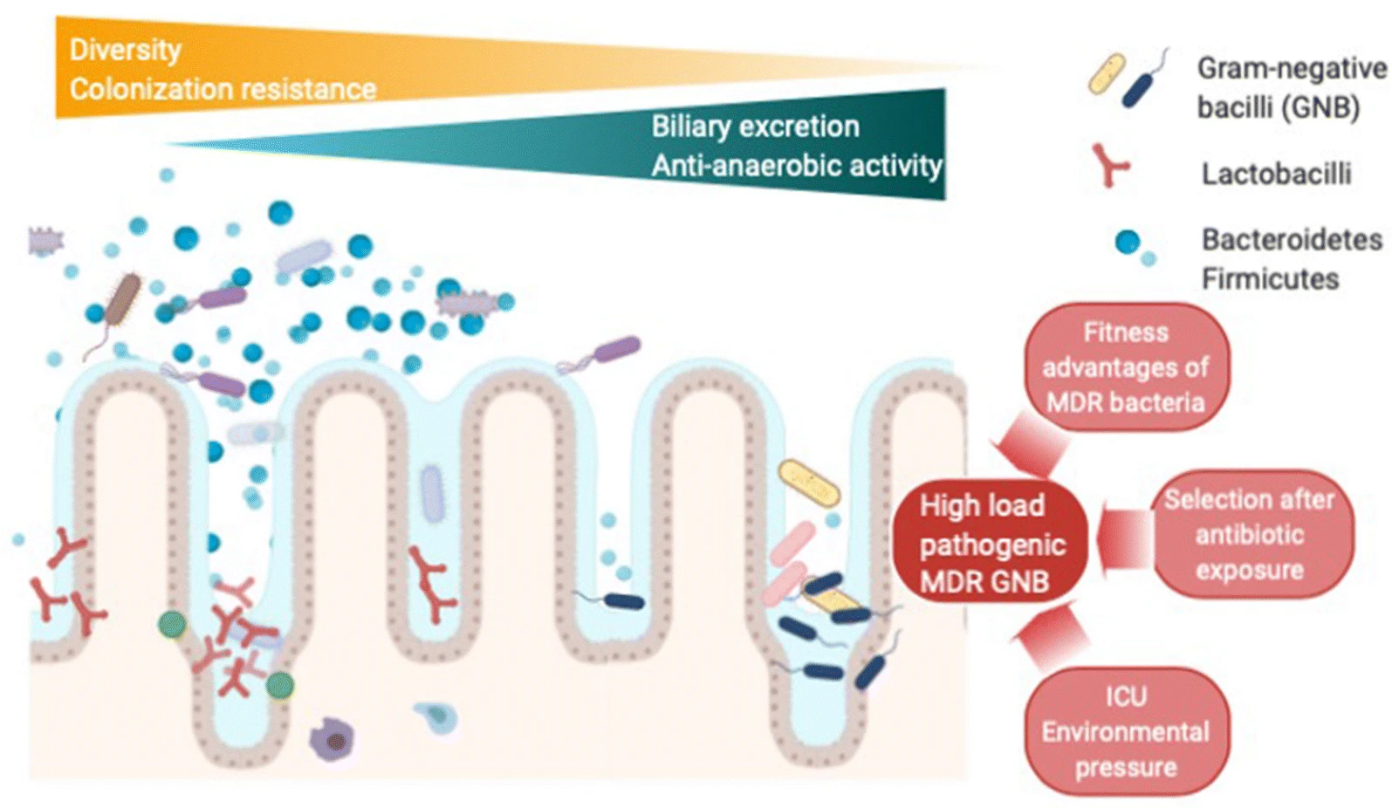 Diversity
Colonization resistance
Biliary excretion
Anti-anaerobic activity
Gram-negative
bacilli (GNB)
Lactobacilli
Bacteroidetes
Firmicutes
Fitness
advantages of
MDR bacteria
High load
pathogenic
MDR GNB
Selection after
antibiotic
exposure
ICU
Environmental
pressure